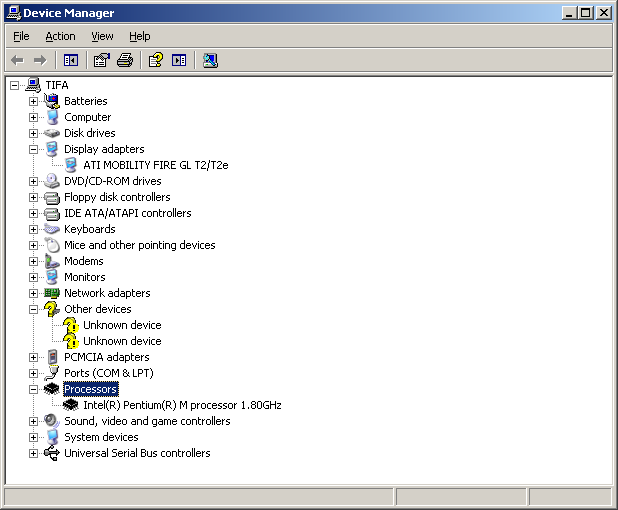 Device Manager
File Action View Help
TIFA
Batteries
Computer
Disk drives
Display adapters
ATI MOBILITY FIRE GL T2/T2e
DVD/CD-ROM drives
Floppy disk controllers
IDE ATA/ATAPI controllers
Keyboards
Mice and other pointing devices
Modems
Monitors
Network adapters
Other devices
Unknown device
Unknown device
PCMCIA adapters
Ports (COM & LPT)
Processors
Intel(R) Pentium(R) M processor 1.80GHz
Sound, video and game controllers
System devices
Universal Serial Bus controllers